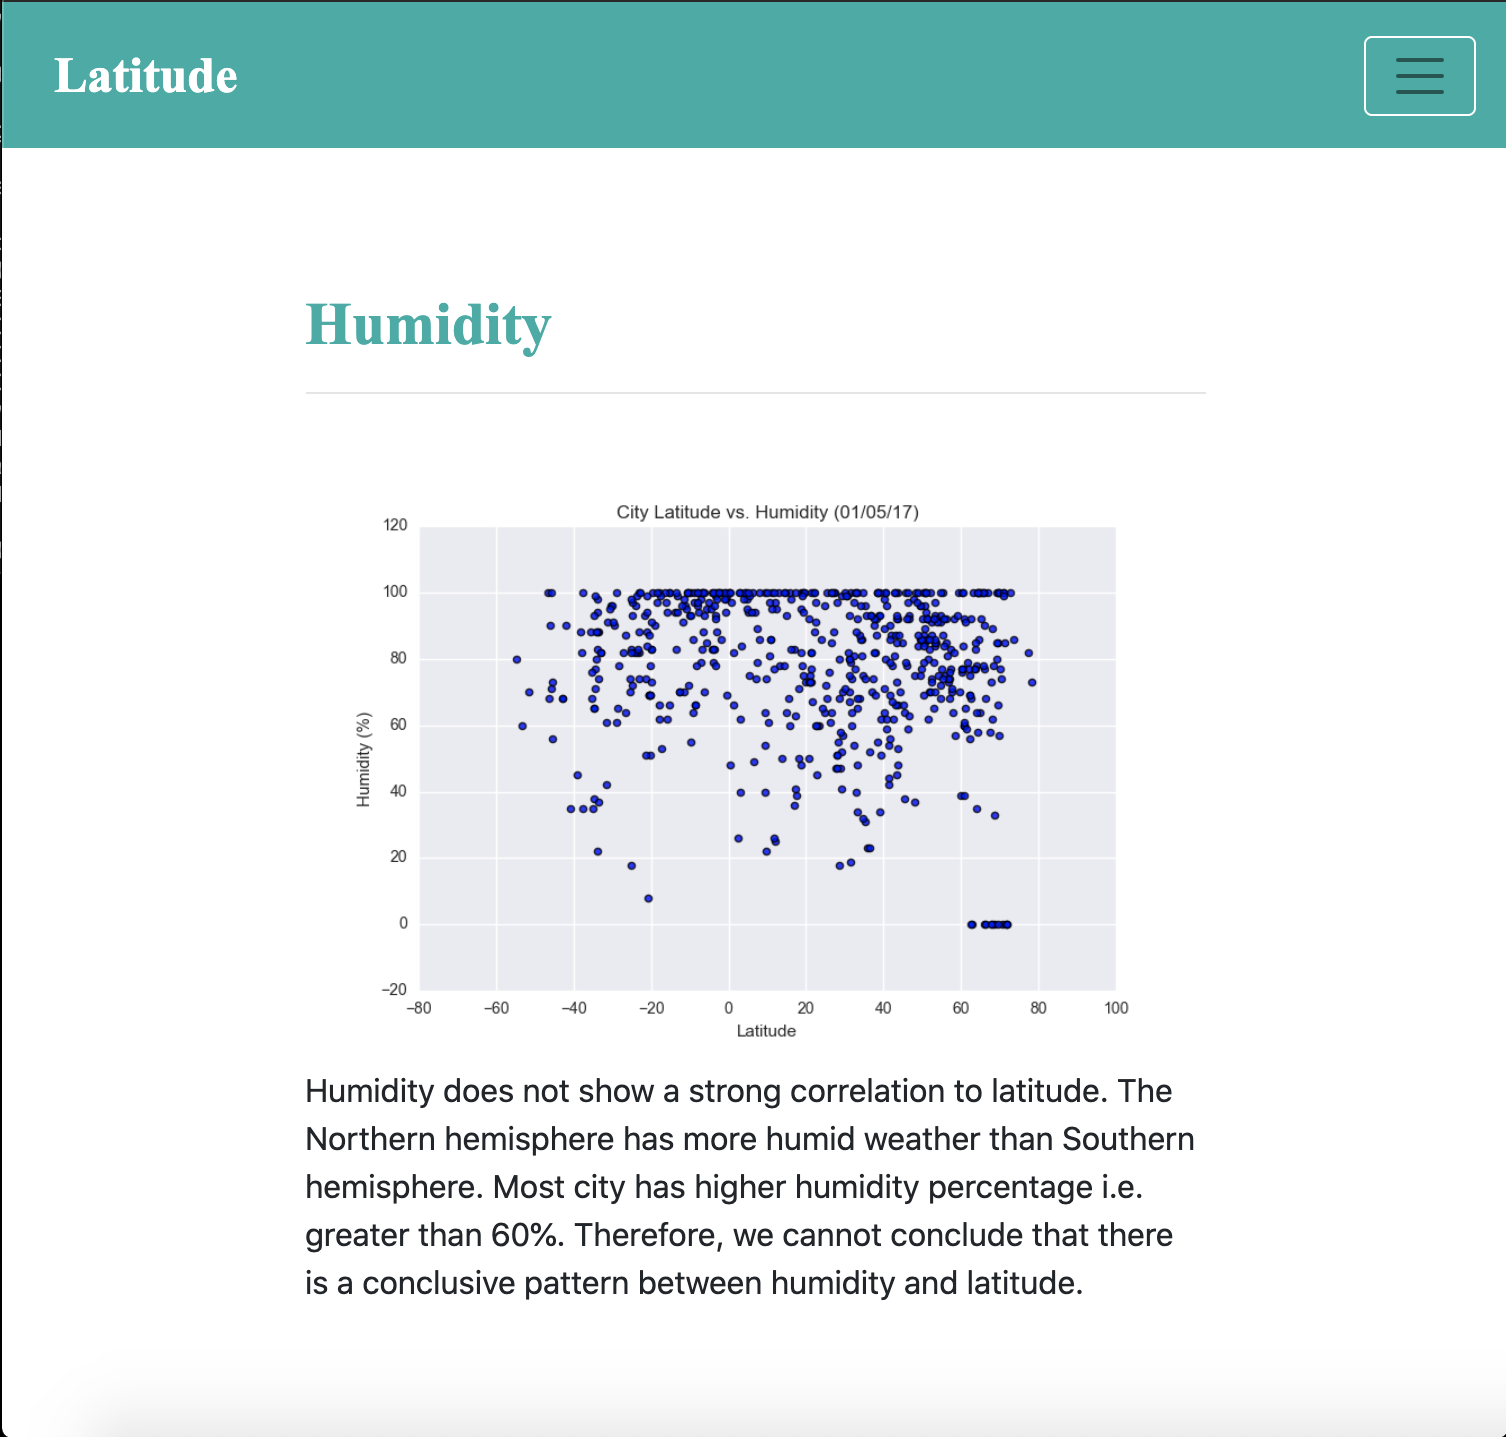 Latitude
Humidity
City Latitude vs. Humidity (01/05/17)
120
100
80
60
40
20
0
−20
Humidity (%)
−80 −60 −40 −20 0 20 40 60 80 100
Latitude
Humidity does not show a strong correlation to latitude. The
Northern hemisphere has more humid weather than Southern
hemisphere. Most city has higher humidity percentage i.e.
greater than 60%. Therefore, we cannot conclude that there
is a conclusive pattern between humidity and latitude.